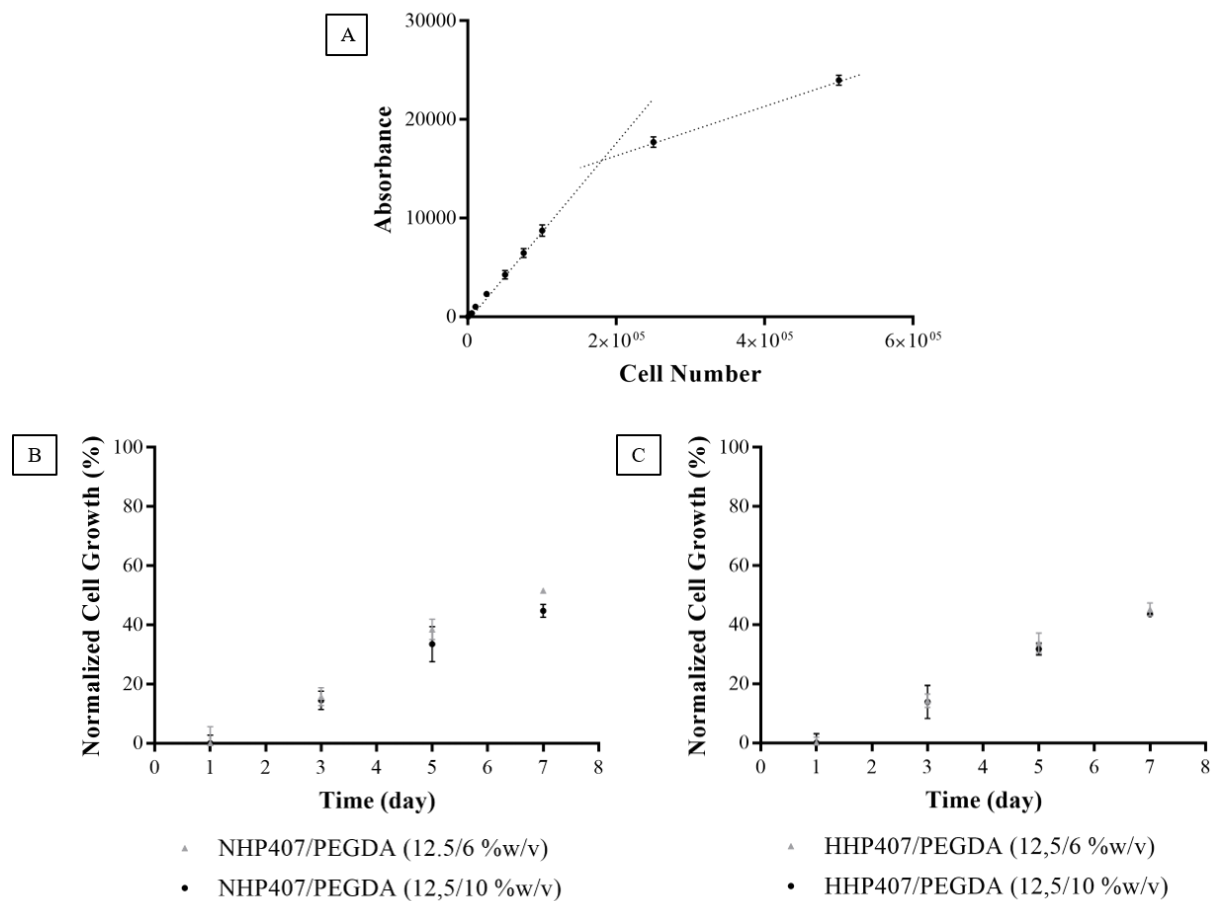 A
30000
20000
10000
0
Absorbance
0
2×10⁰⁵
4×10⁰⁵
6×10⁰⁵
Cell Number
B
100
80
60
40
20
0
Normalized Cell Growth (%)
0 1 2 3 4 5 6 7 8
Time (day)
NHP407/PEGDA (12.5/6 %w/v)
NHP407/PEGDA (12,5/10 %w/v)
C
100
80
60
40
20
0
Normalized Cell Growth (%)
0 1 2 3 4 5 6 7 8
Time (day)
HHP407/PEGDA (12,5/6 %w/v)
HHP407/PEGDA (12,5/10 %w/v)